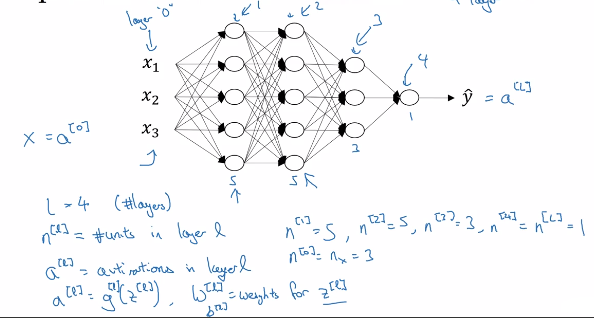 layer "0"
1
2
3
4
x₁
x₂
x₃
X = a^[0]
ŷ = a^[L]
5
5
3
1
L = 4 (#layers)
n^[l] = #units in layer l
n^[1] = 5, n^[2] = 5, n^[3] = 3, n^[4] = n^[L] = 1
n^[0] = n_x = 3
a^[l] = activations in layer l
a^[l] = g^[l](z^[l]), W^[l] = weights for z^[l]
b^[l]